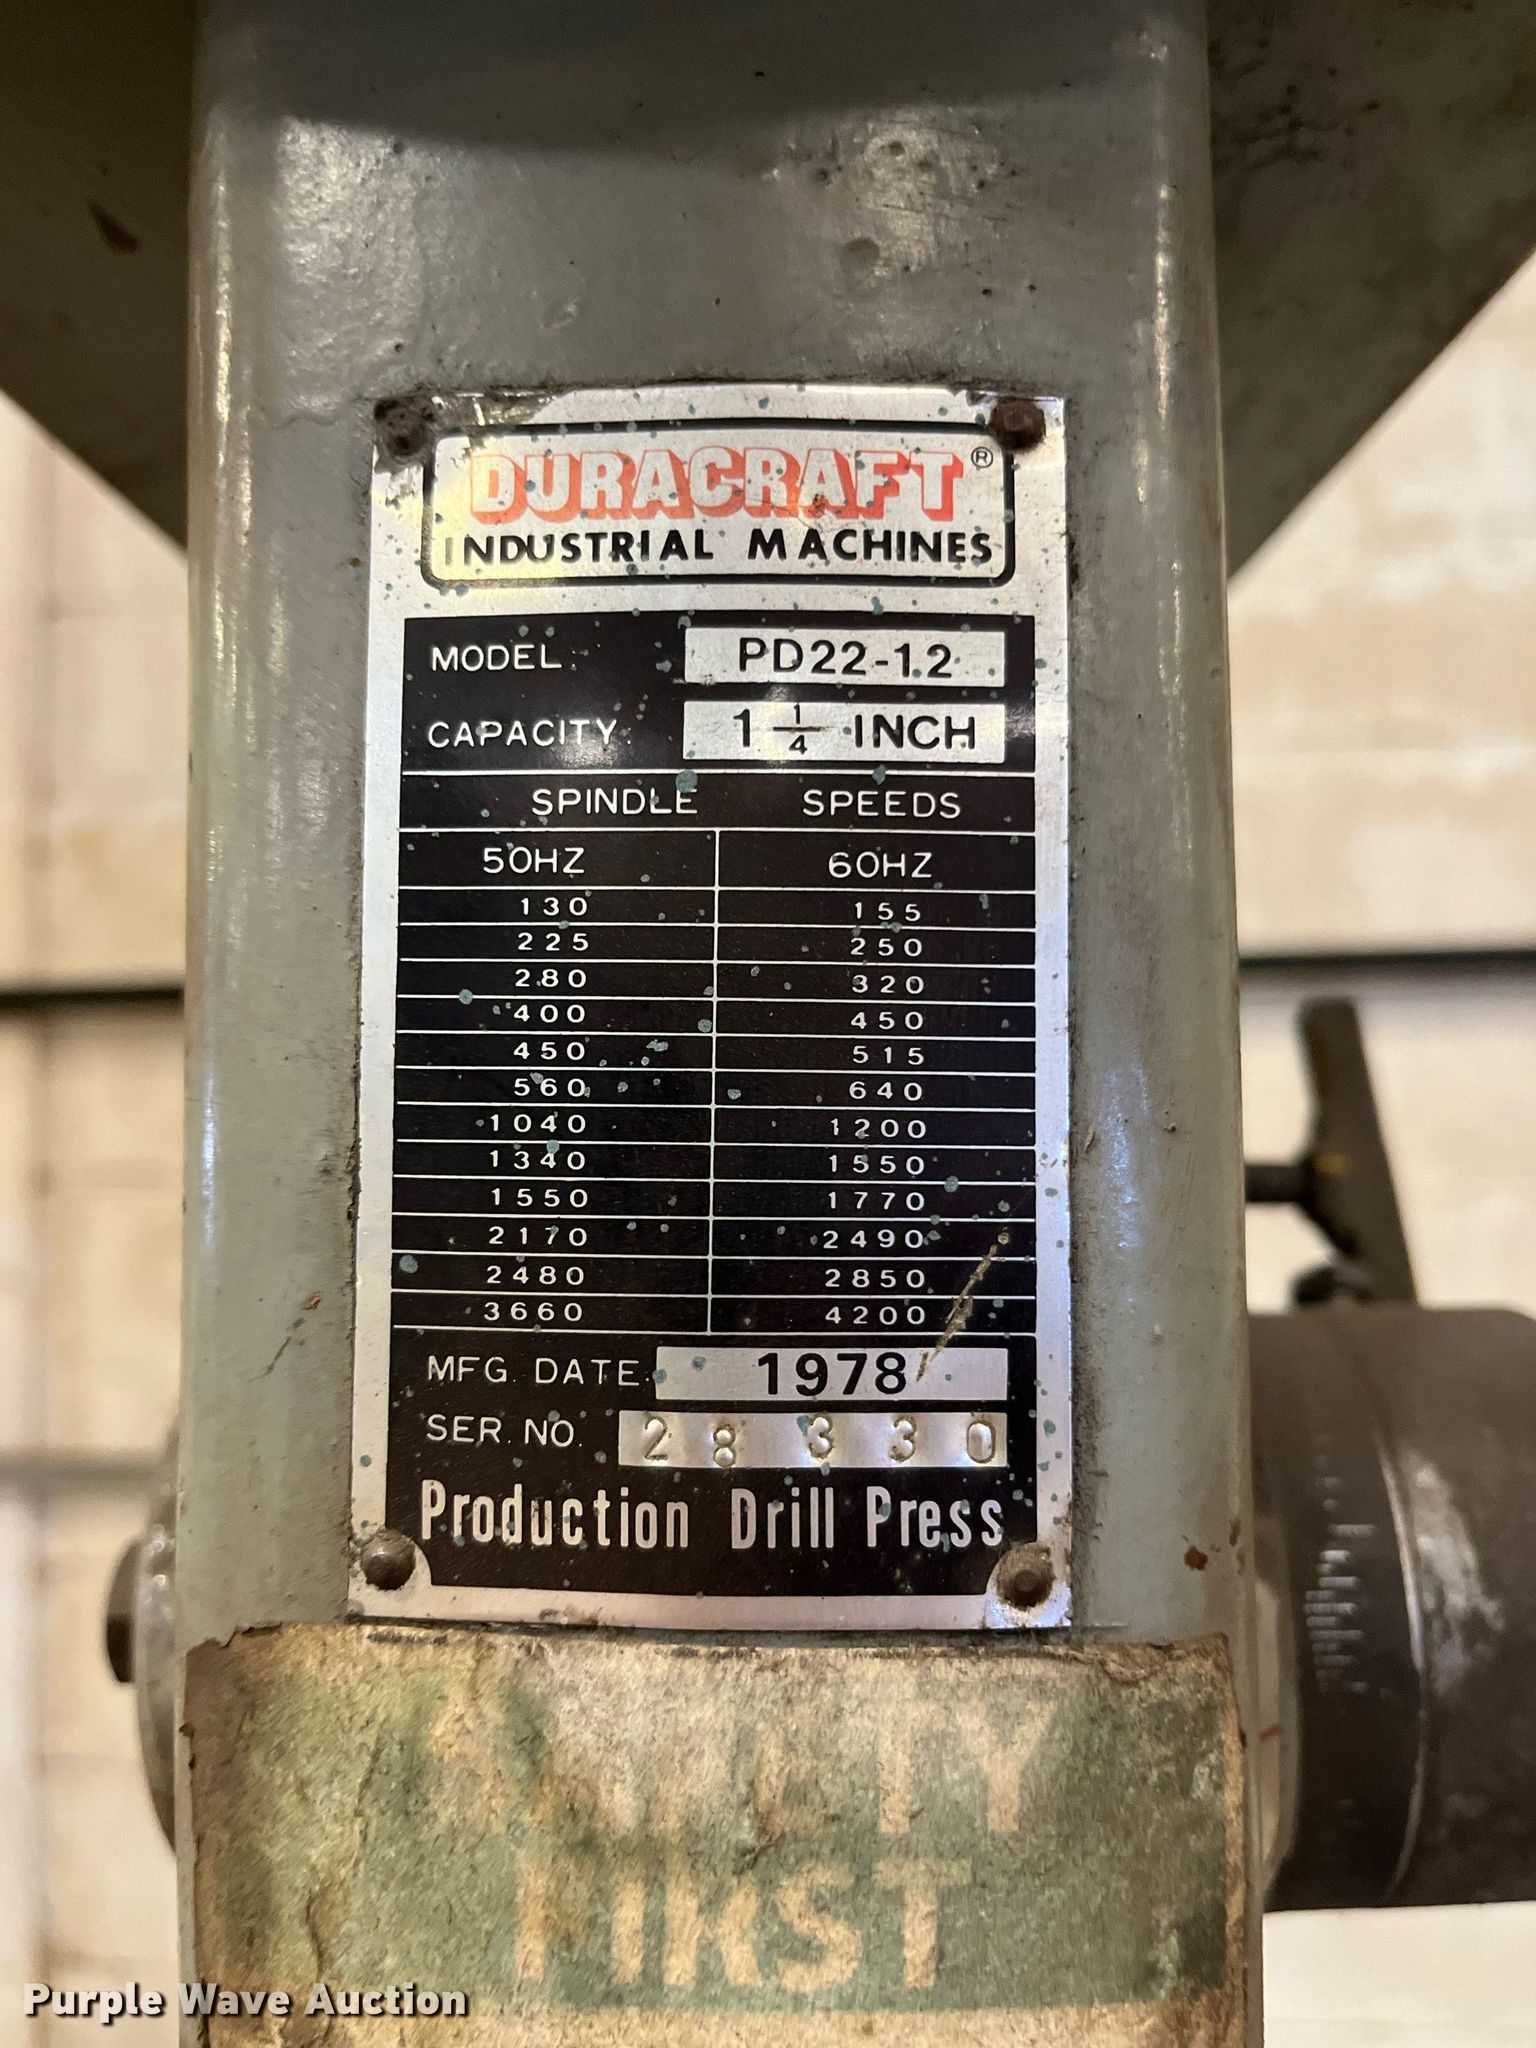 DURACRAFT®
INDUSTRIAL MACHINES
MODEL: PD22-12
CAPACITY: 1 1/4 INCH
SPINDLE SPEEDS
50HZ 60HZ
130 155
225 250
280 320
400 450
450 515
560 640
1040 1200
1340 1550
1550 1770
2170 2490
2480 2850
3660 4200
MFG. DATE. 1978
SER. NO. 28330
Production Drill Press
FIRST
Purple Wave Auction